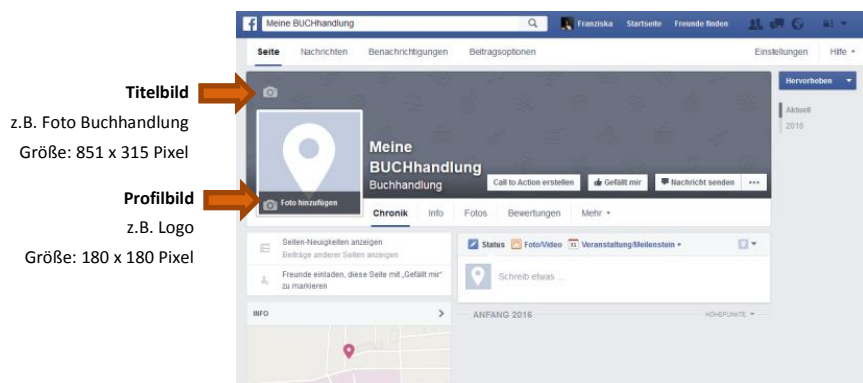 Meine BUCHhandlung
Franziska Startseite Freunde finden
Seite Nachrichten Benachrichtigungen Beitragsoptionen Einstellungen Hilfe
Titelbild
z.B. Foto Buchhandlung
Größe: 851 x 315 Pixel
Profilbild
z.B. Logo
Größe: 180 x 180 Pixel
Hervorheben
Aktuell
2016
Meine
BUCHhandlung
Buchhandlung
Call to Action erstellen Gefällt mir Nachricht senden
Foto hinzufügen
Chronik Info Fotos Bewertungen Mehr
Seiten-Neuigkeiten anzeigen
Beiträge anderer Seiten anzeigen
Freunde einladen, diese Seite mit „Gefällt mir“
zu markieren
Status Foto/Video 31 Veranstaltung/Meilenstein +
Schreib etwas ...
INFO
ANFANG 2016 HÖHEPUNKTE